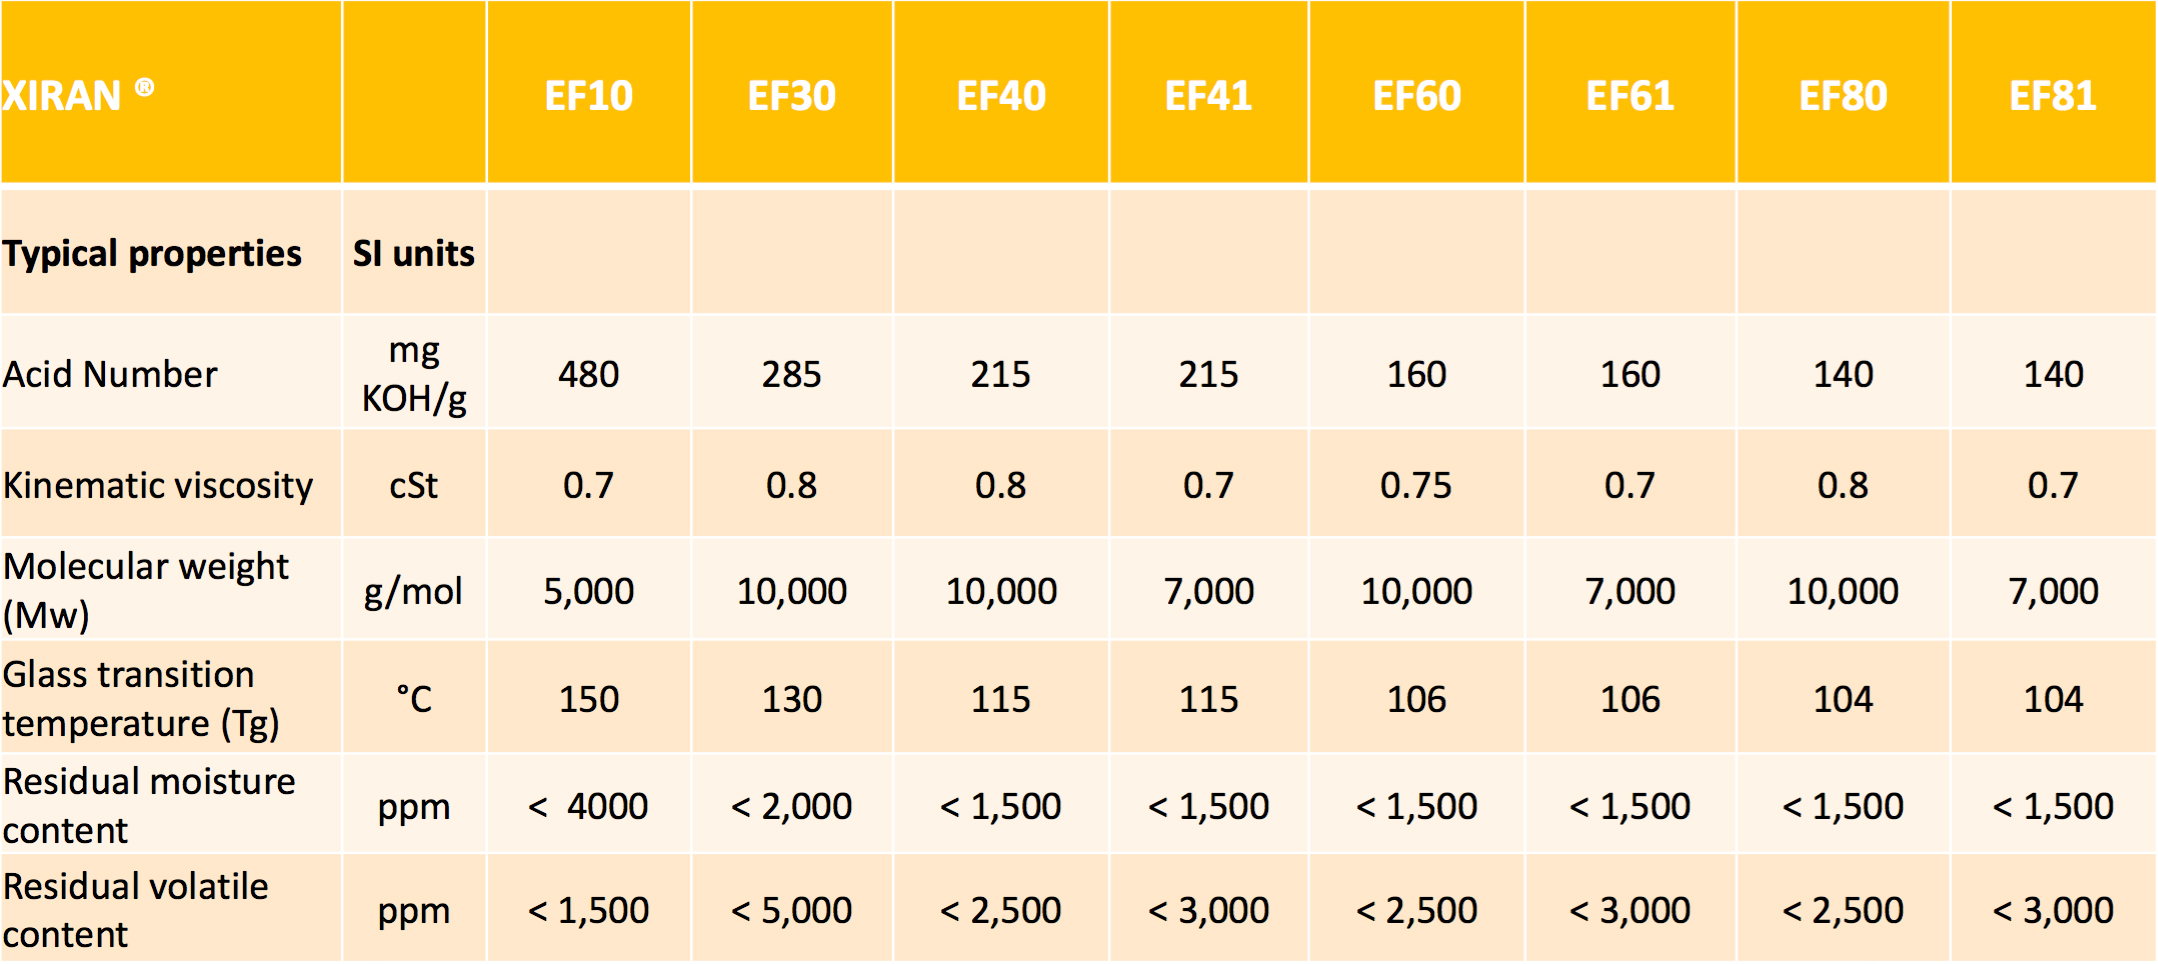 XIRAN ® EF10 EF30 EF40 EF41 EF60 EF61 EF80 EF81
Typical properties SI units
Acid Number mg KOH/g 480 285 215 215 160 160 140 140
Kinematic viscosity cSt 0.7 0.8 0.8 0.7 0.75 0.7 0.8 0.7
Molecular weight (Mw) g/mol 5,000 10,000 10,000 7,000 10,000 7,000 10,000 7,000
Glass transition temperature (Tg) °C 150 130 115 115 106 106 104 104
Residual moisture content ppm < 4000 < 2,000 < 1,500 < 1,500 < 1,500 < 1,500 < 1,500 < 1,500
Residual volatile content ppm < 1,500 < 5,000 < 2,500 < 3,000 < 2,500 < 3,000 < 2,500 < 3,000